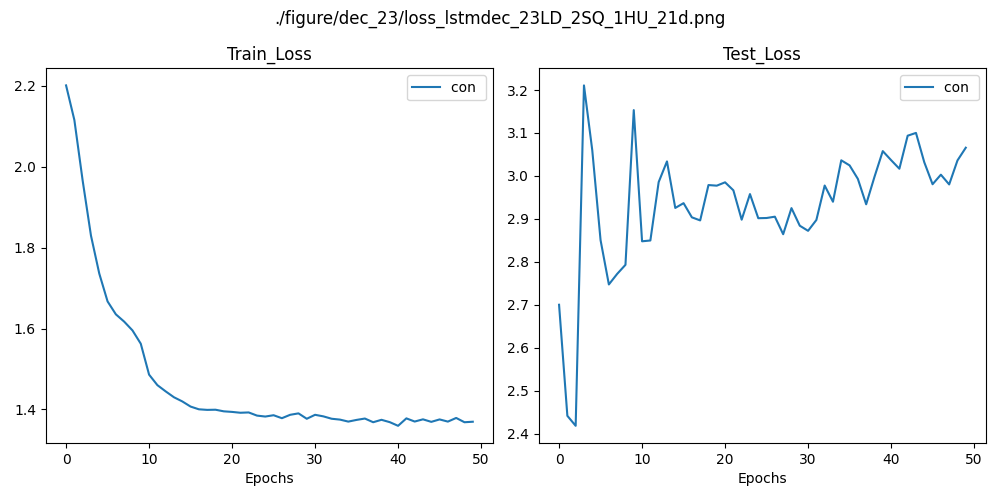 ./figure/dec_23/loss_lstmdec_23LD_2SQ_1HU_21d.png
Train_Loss
con
2.2
2.0
1.8
1.6
1.4
0 10 20 30 40 50
Epochs
Test_Loss
con
3.2
3.1
3.0
2.9
2.8
2.7
2.6
2.5
2.4
0 10 20 30 40 50
Epochs